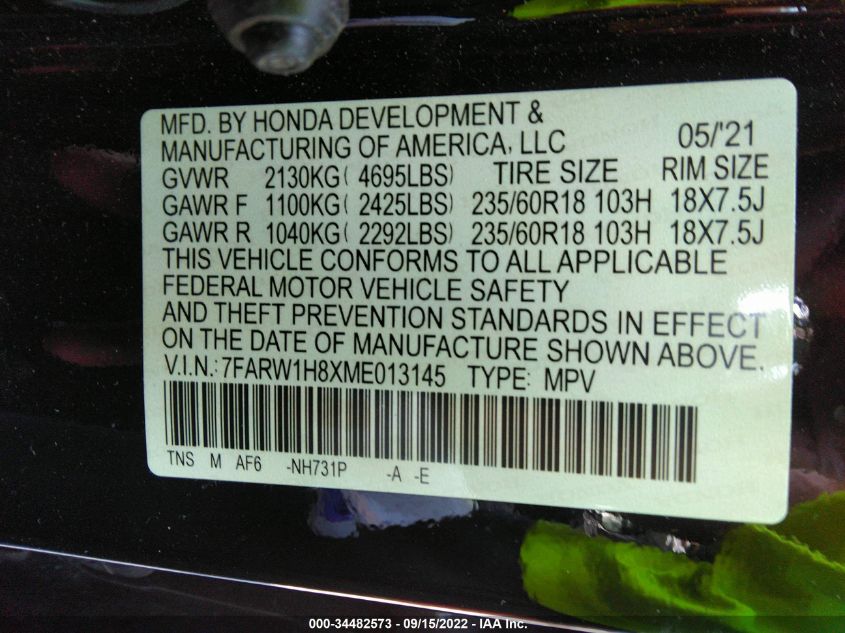 MFD. BY HONDA DEVELOPMENT &
MANUFACTURING OF AMERICA, LLC 05/'21
GVWR 2130KG( 4695LBS) TIRE SIZE RIM SIZE
GAWR F 1100KG( 2425LBS) 235/60R18 103H 18X7.5J
GAWR R 1040KG( 2292LBS) 235/60R18 103H 18X7.5J
THIS VEHICLE CONFORMS TO ALL APPLICABLE
FEDERAL MOTOR VEHICLE SAFETY
AND THEFT PREVENTION STANDARDS IN EFFECT
ON THE DATE OF MANUFACTURE SHOWN ABOVE.
V.I.N.: 7FARW1H8XME013145 TYPE: MPV
TNS M AF6 -NH731P -A -E
000-34482573 - 09/15/2022 - IAA Inc.